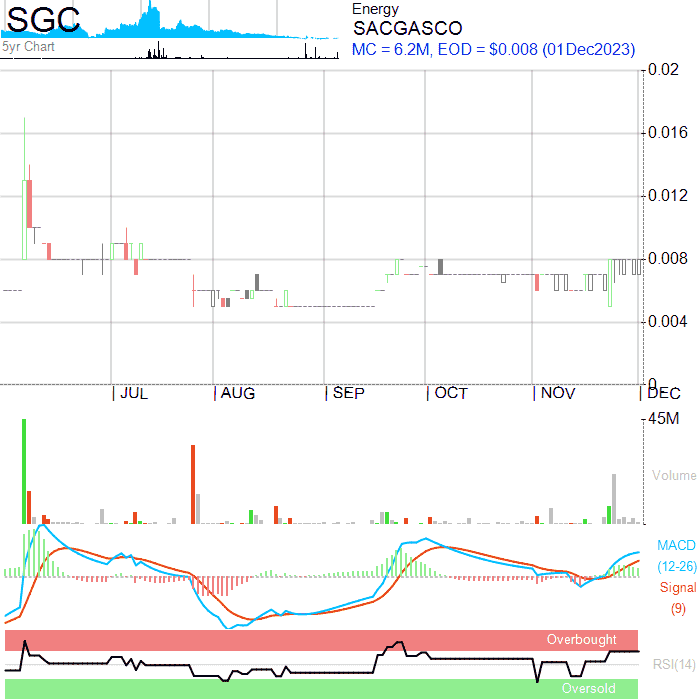 SGC
5yr Chart
Energy
SACGASCO
MC = 6.2M, EOD = $0.008 (01Dec2023)
0.02
0.016
0.012
0.008
0.004
0
JUL AUG SEP OCT NOV DEC
45M
Volume
MACD
(12-26)
Signal
(9)
Overbought
RSI(14)
Oversold